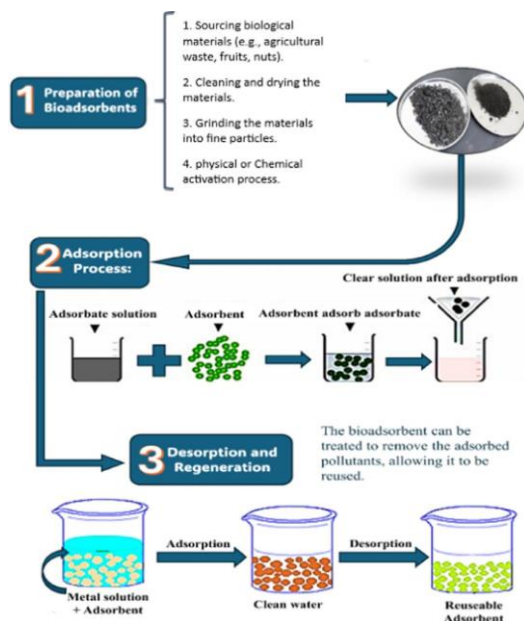 1 Preparation of
Bioadsorbents
1. Sourcing biological
materials (e.g., agricultural
waste, fruits, nuts).
2. Cleaning and drying the
materials.
3. Grinding the materials
into fine particles.
4. physical or Chemical
activation process.
2 Adsorption
Process:
Clear solution after adsorption
Adsorbate solution
Adsorbent
Adsorbent adsorb adsorbate
3 Desorption and
Regeneration
The bioadsorbent can be
treated to remove the adsorbed
pollutants, allowing it to be
reused.
Adsorption
Desorption
Metal solution
+ Adsorbent
Clean water
Reuseable
Adsorbent